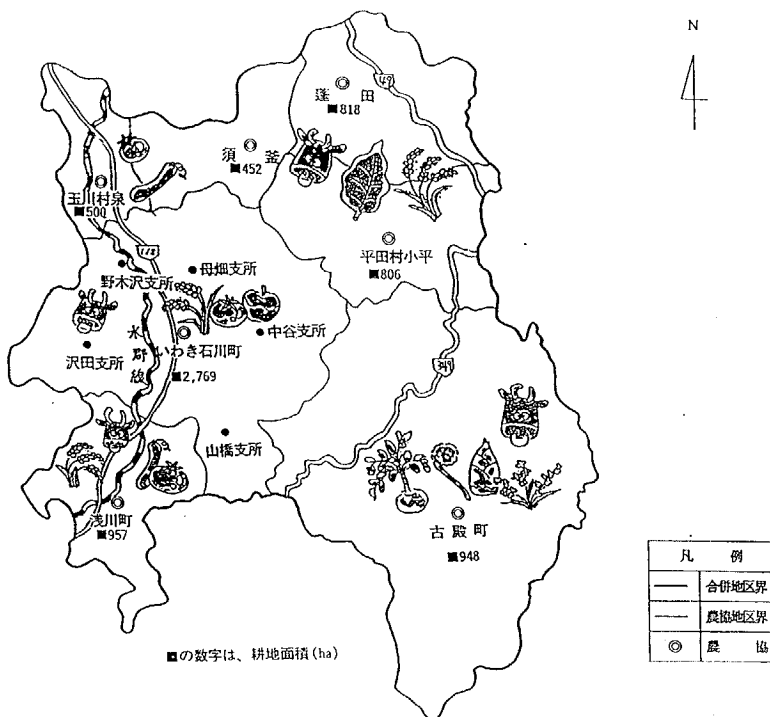 N
49
蓬田
■818
須釜
■452
玉川村泉
■500
平田村小平
■806
118
母畑支所
野木沢支所
中谷支所
いわき石川町
水郡線
沢田支所
■2,769
349
山橋支所
浅川町
■957
古殿町
■948
凡例
合併地区界
農協地区界
◎ 農協
■の数字は、耕地面積(ha)